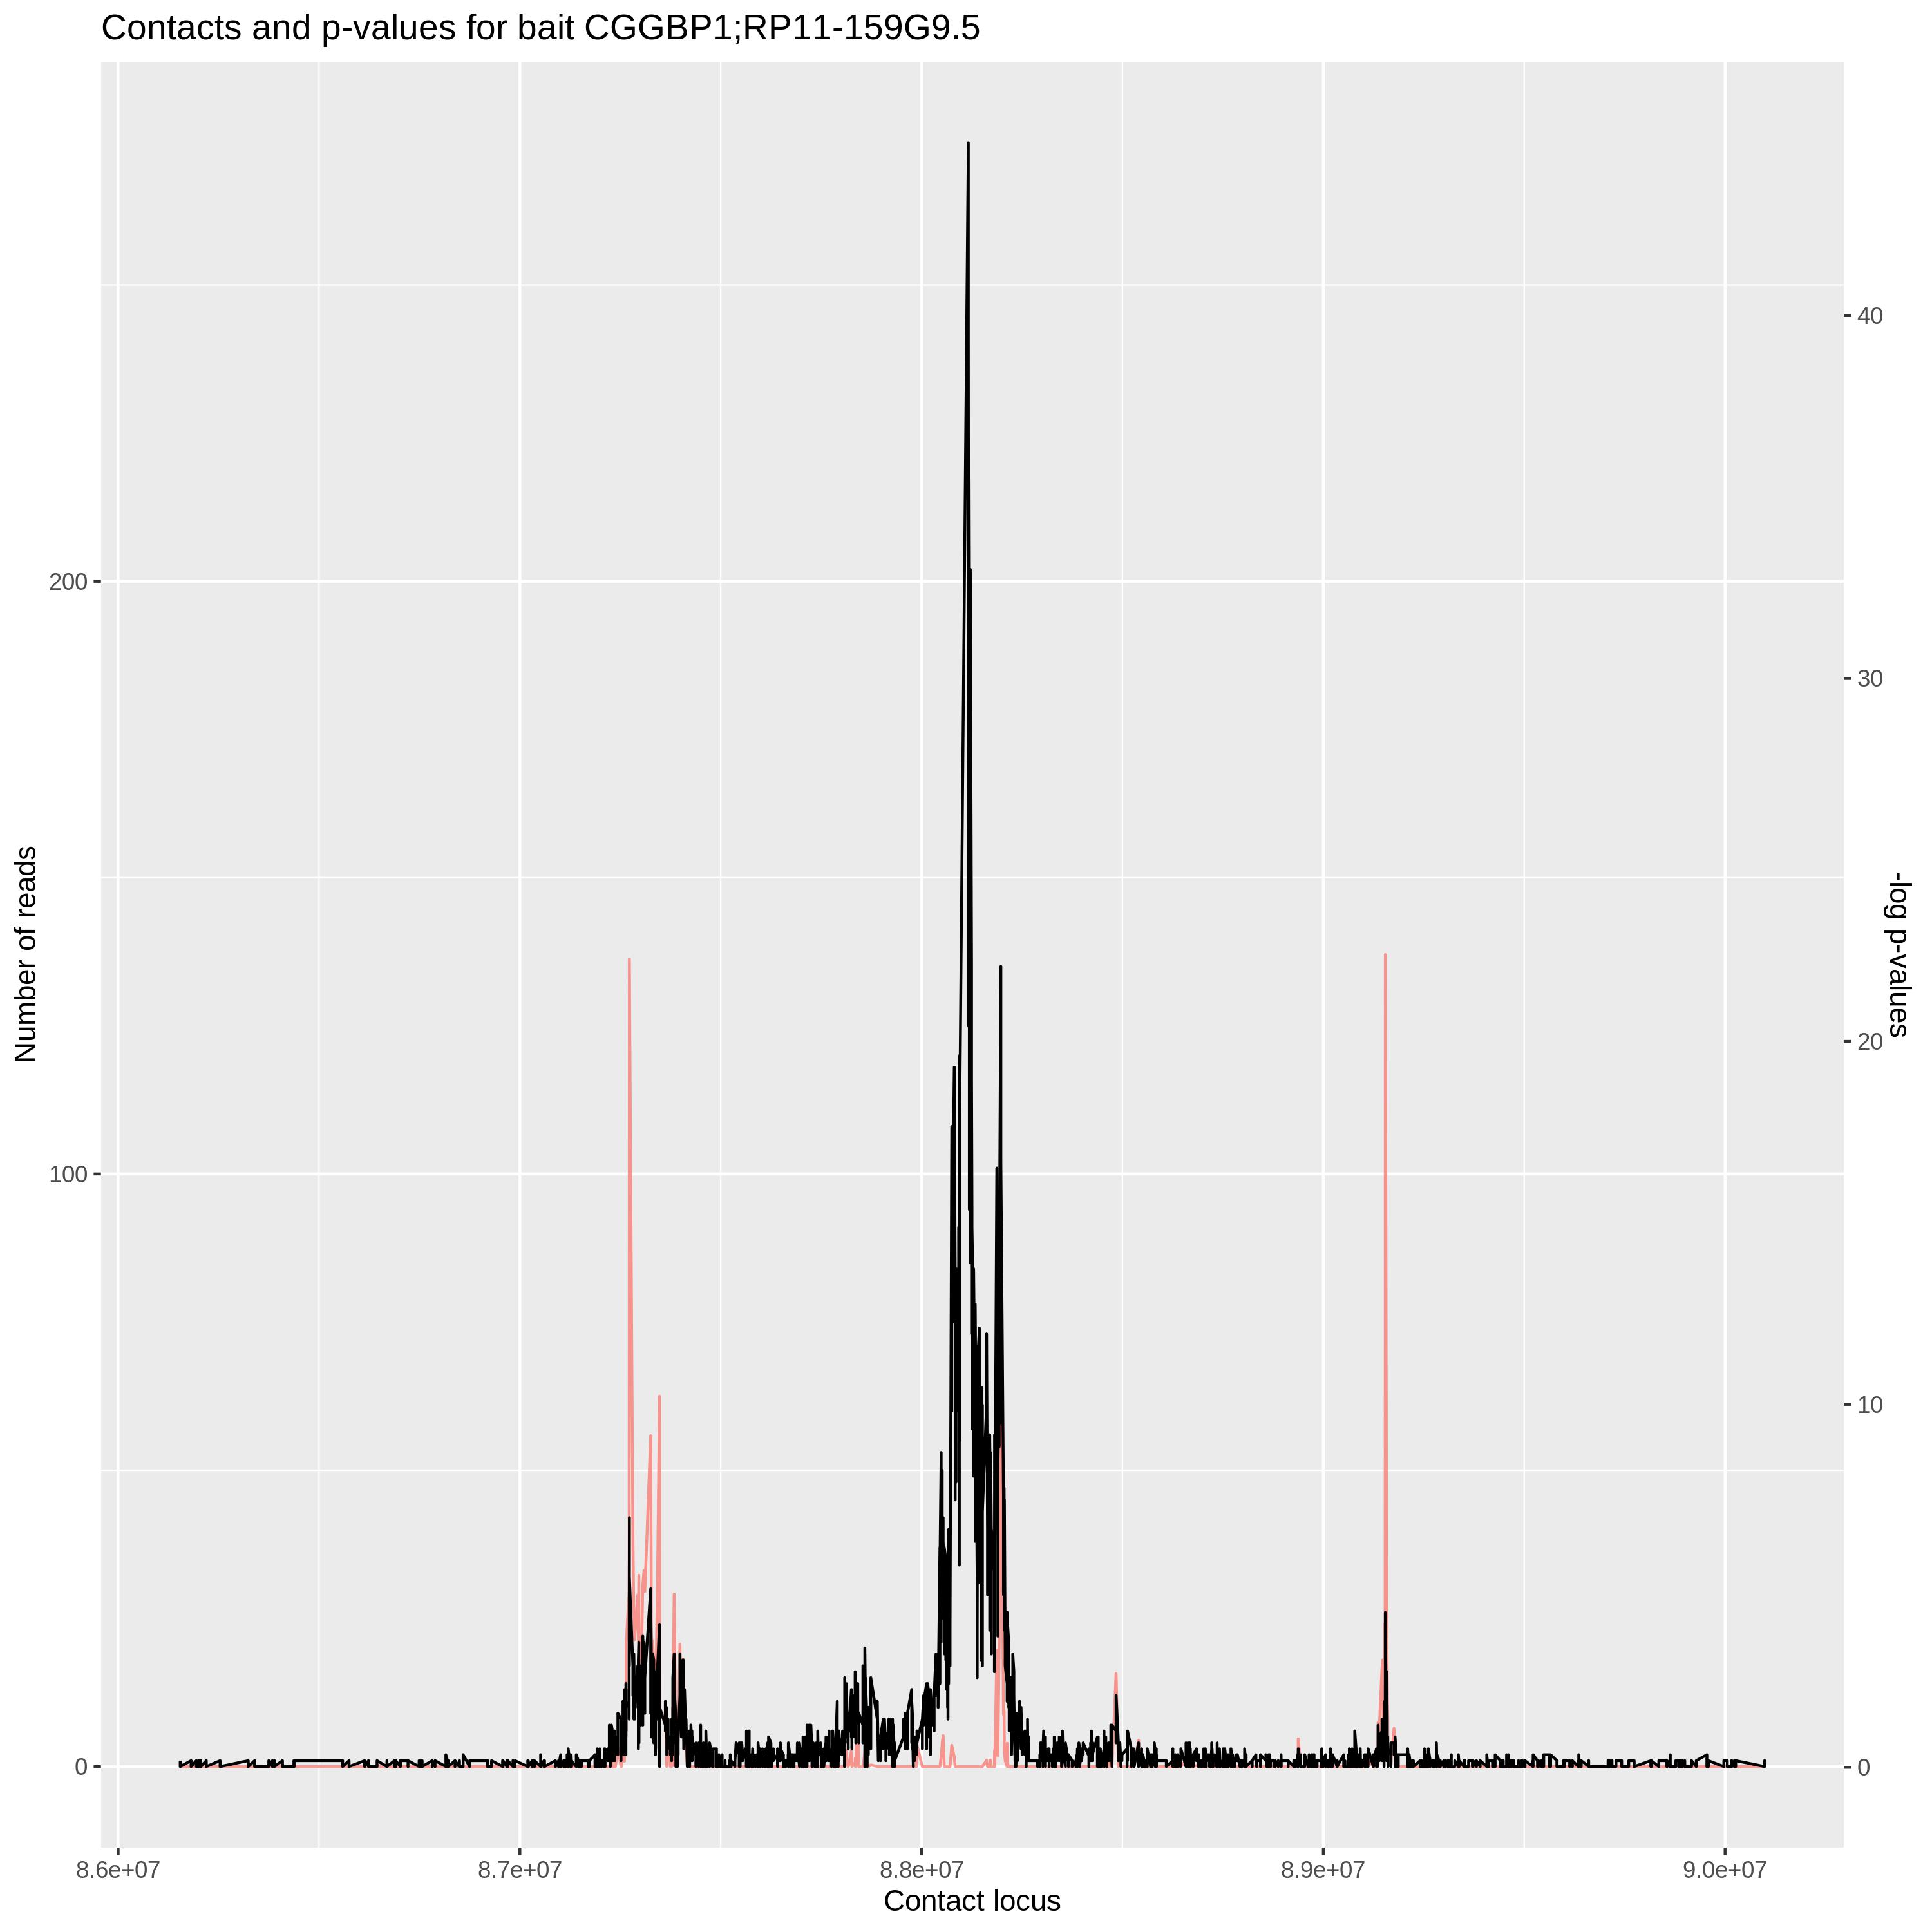 Contacts and p-values for bait CGGBP1;RP11-159G9.5
Number of reads
200
100
0
40
30
20
10
0
-log p-values
8.6e+07
8.7e+07
8.8e+07
8.9e+07
9.0e+07
Contact locus